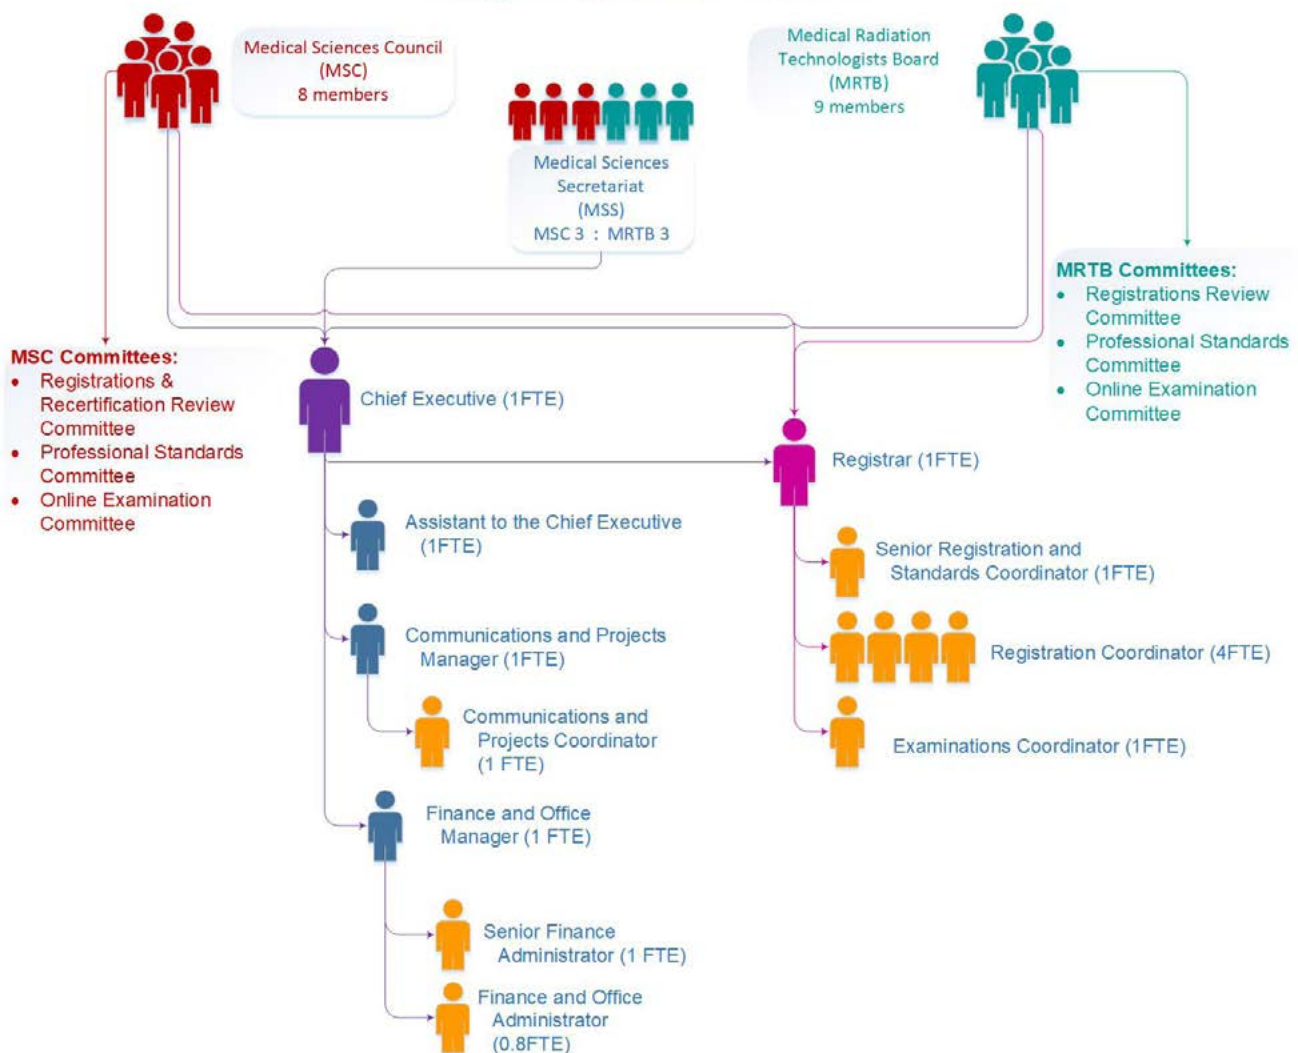 Medical Sciences Council
(MSC)
8 members
Medical Sciences
Secretariat
(MSS)
MSC 3 : MRTB 3
Medical Radiation
Technologists Board
(MRTB)
9 members
MSC Committees:
• Registrations &
Recertification Review
Committee
• Professional Standards
Committee
• Online Examination
Committee
MRTB Committees:
• Registrations Review
Committee
• Professional Standards
Committee
• Online Examination
Committee
Chief Executive (1FTE)
Registrar (1FTE)
Assistant to the Chief Executive
(1FTE)
Communications and Projects
Manager (1FTE)
Communications and
Projects Coordinator
(1 FTE)
Finance and Office
Manager (1 FTE)
Senior Finance
Administrator (1 FTE)
Finance and Office
Administrator
(0.8FTE)
Senior Registration and
Standards Coordinator (1FTE)
Registration Coordinator (4FTE)
Examinations Coordinator (1FTE)